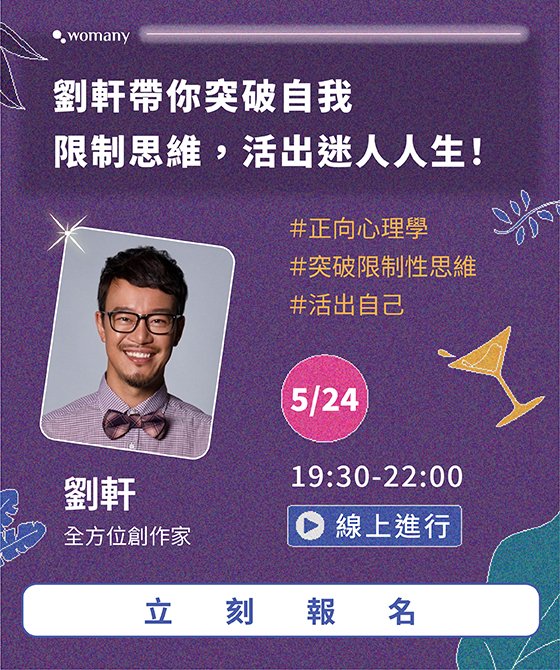 womany
劉軒帶你突破自我
限制思維，活出迷人人生!
#正向心理學
#突破限制性思維
#活出自己
5/24
19:30-22:00
線上進行
劉軒
全方位創作家
立刻報名